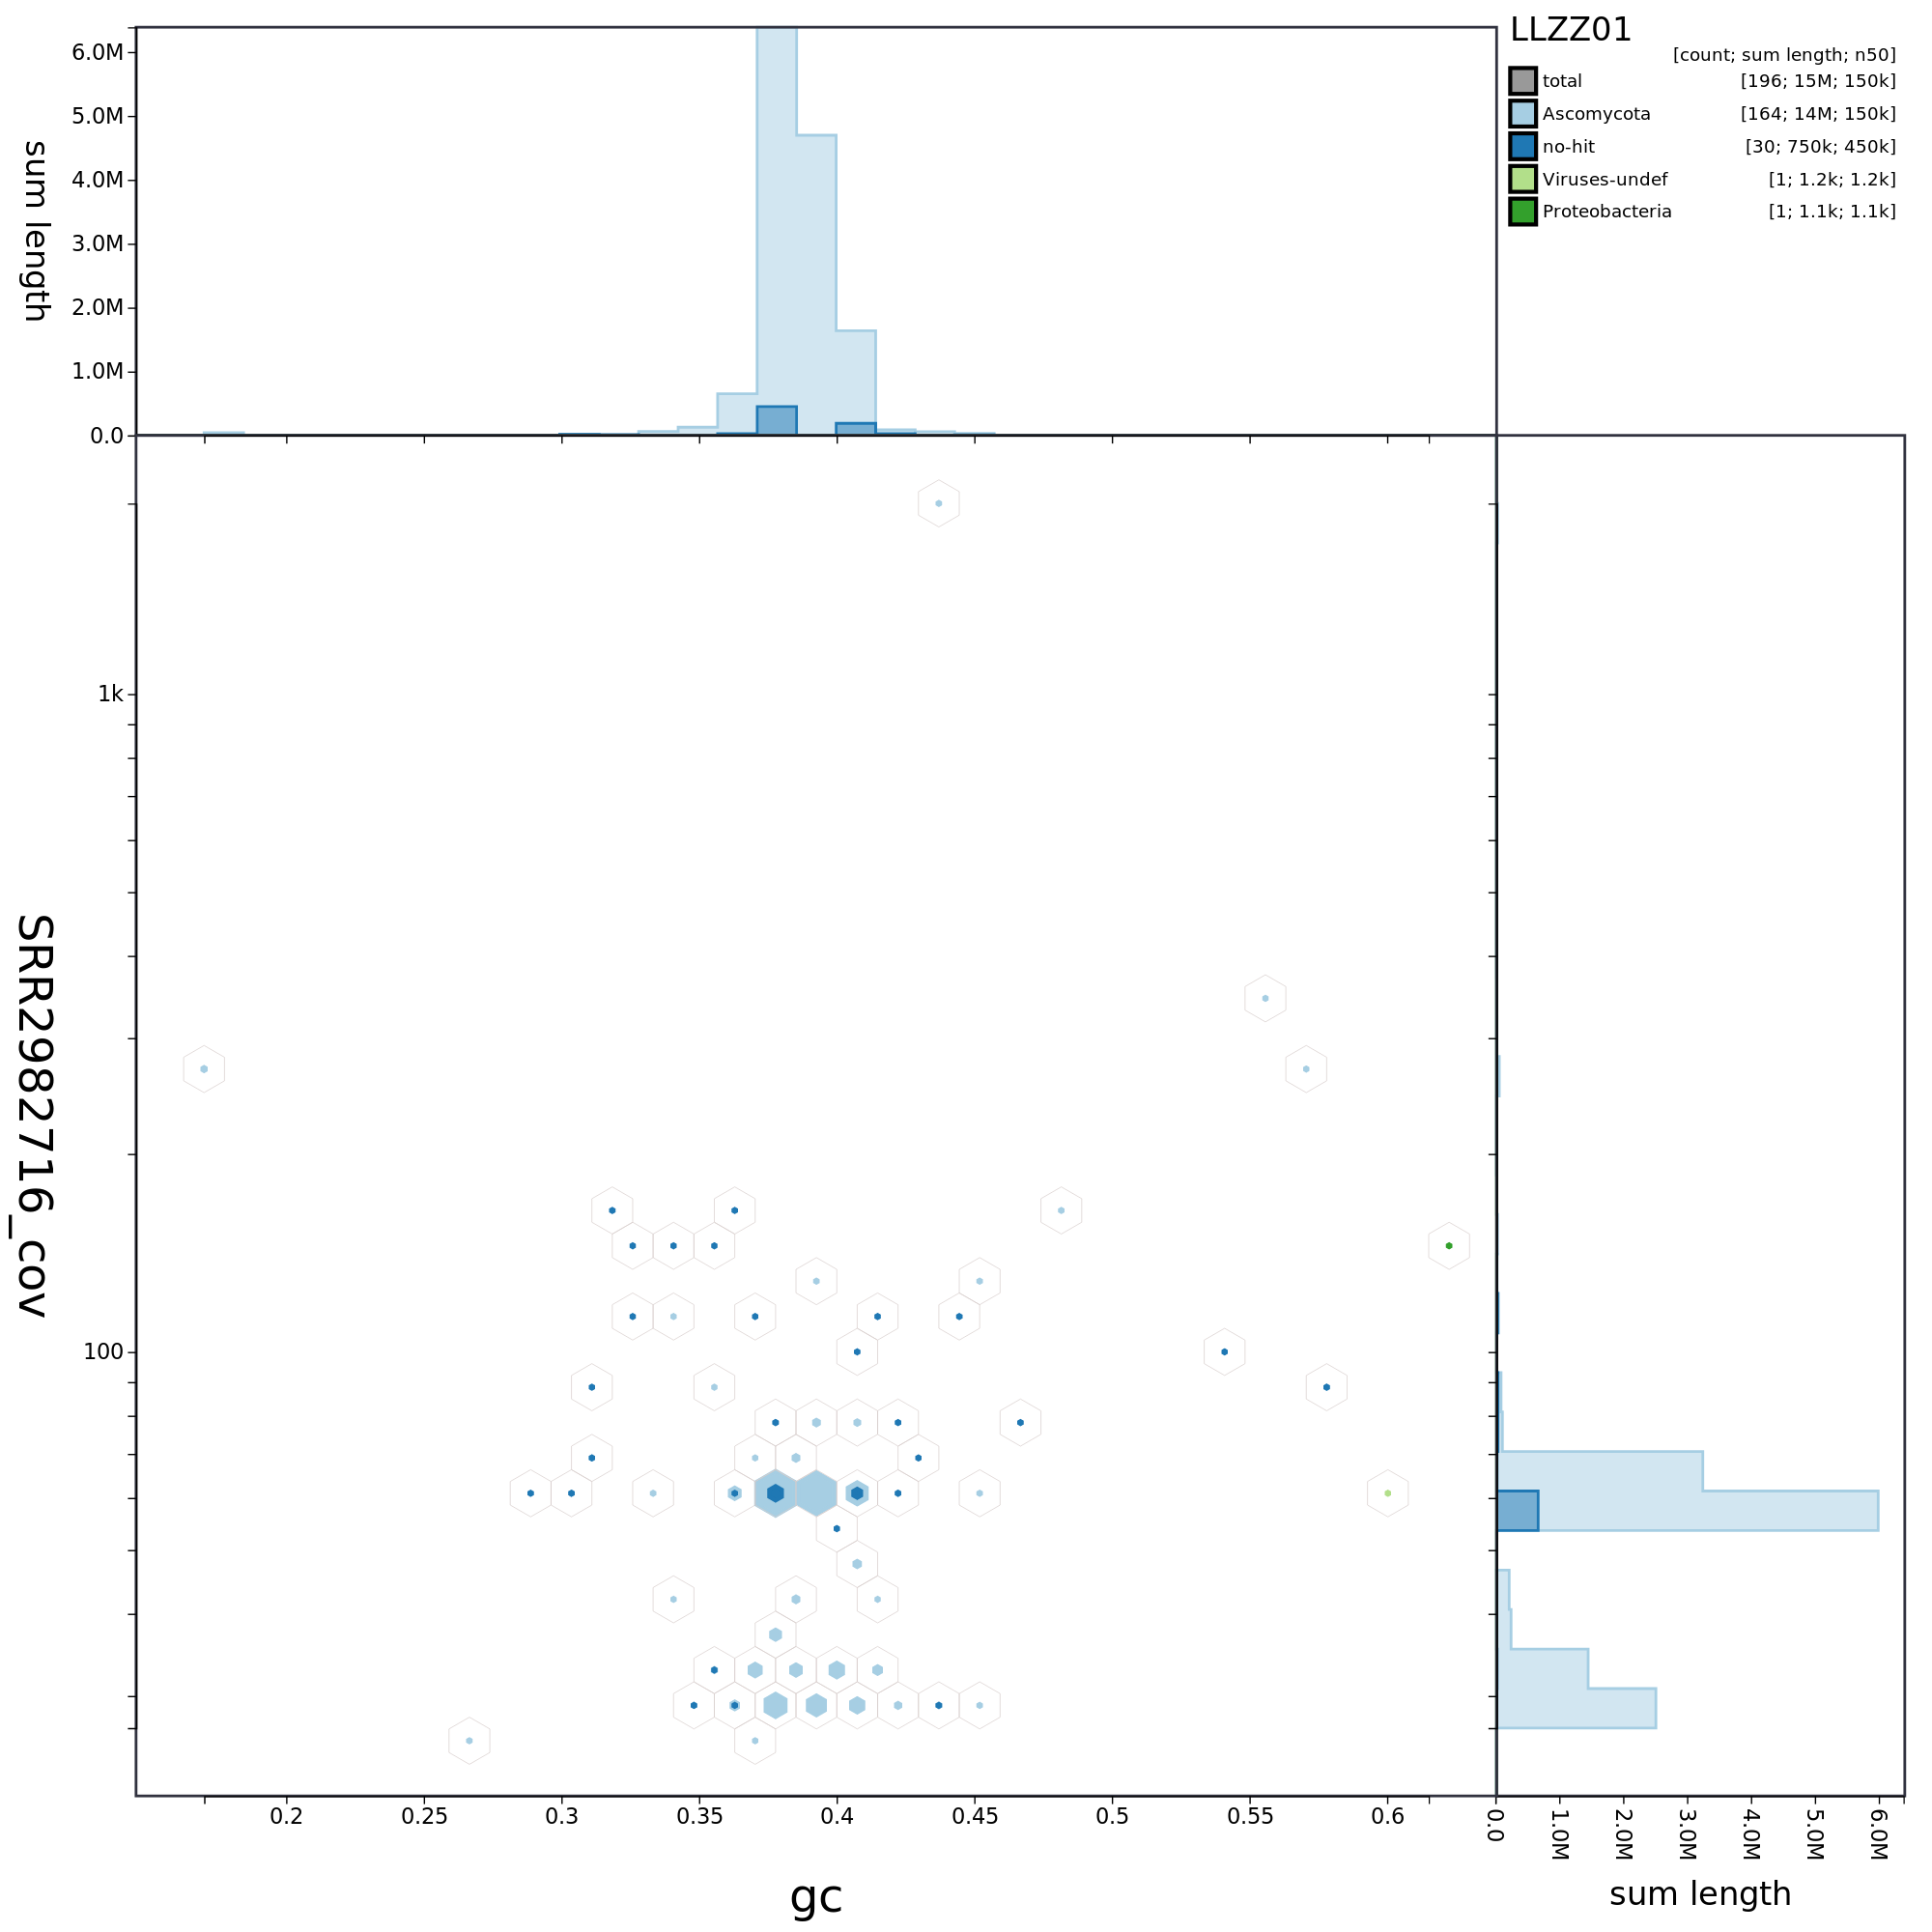 LLZZ01
[count; sum length; n50]
total [196; 15M; 150k]
Ascomycota [164; 14M; 150k]
no-hit [30; 750k; 450k]
Viruses-undef [1; 1.2k; 1.2k]
Proteobacteria [1; 1.1k; 1.1k]
sum length
6.0M
5.0M
4.0M
3.0M
2.0M
1.0M
0.0
SRR2982716_cov
1k
100
0.2 0.25 0.3 0.35 0.4 0.45 0.5 0.55 0.6
gc
0.0 1.0M 2.0M 3.0M 4.0M 5.0M 6.0M
sum length